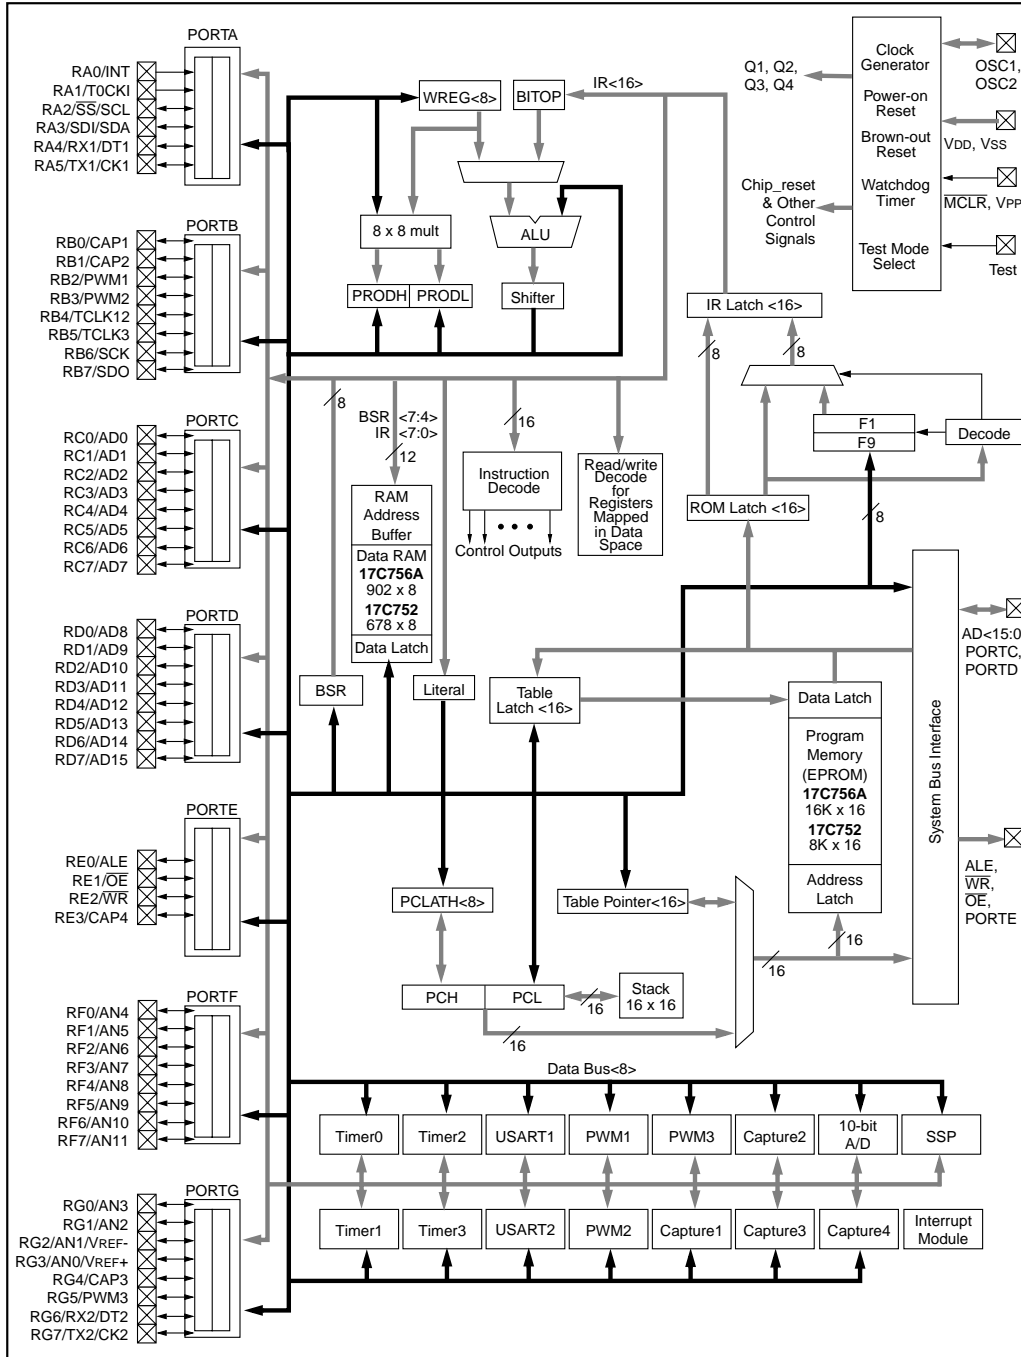 PORTA
RA0/INT
RA1/T0CKI
RA2/SS/SCL
RA3/SDI/SDA
RA4/RX1/DT1
RA5/TX1/CK1
PORTB
RB0/CAP1
RB1/CAP2
RB2/PWM1
RB3/PWM2
RB4/TCLK12
RB5/TCLK3
RB6/SCK
RB7/SDO
PORTC
RC0/AD0
RC1/AD1
RC2/AD2
RC3/AD3
RC4/AD4
RC5/AD5
RC6/AD6
RC7/AD7
PORTD
RD0/AD8
RD1/AD9
RD2/AD10
RD3/AD11
RD4/AD12
RD5/AD13
RD6/AD14
RD7/AD15
PORTE
RE0/ALE
RE1/OE
RE2/WR
RE3/CAP4
PORTF
RF0/AN4
RF1/AN5
RF2/AN6
RF3/AN7
RF4/AN8
RF5/AN9
RF6/AN10
RF7/AN11
PORTG
RG0/AN3
RG1/AN2
RG2/AN1/VREF-
RG3/AN0/VREF+
RG4/CAP3
RG5/PWM3
RG6/RX2/DT2
RG7/TX2/CK2
WREG<8>
BITOP
IR<16>
8 x 8 mult
ALU
PRODH
PRODL
Shifter
Q1, Q2,
Q3, Q4
Chip_reset
& Other
Control
Signals
Clock
Generator
Power-on
Reset
Brown-out
Reset
Watchdog
Timer
Test Mode
Select
OSC1,
OSC2
VDD, VSS
MCLR, VPP
Test
IR Latch <16>
8
8
F1
F9
Decode
ROM Latch <16>
8
8
BSR <7:4>
IR <7:0>
12
16
RAM
Address
Buffer
Data RAM
17C756A
902 x 8
17C752
678 x 8
Data Latch
Instruction
Decode
Control Outputs
Read/write
Decode
for
Registers
Mapped
in Data
Space
BSR
Literal
Table
Latch <16>
Data Latch
Program
Memory
(EPROM)
17C756A
16K x 16
17C752
8K x 16
Address
Latch
16
System Bus Interface
AD<15:0
PORTC,
PORTD
ALE,
WR,
OE,
PORTE
PCLATH<8>
Table Pointer<16>
16
PCH
PCL
16
Stack
16 x 16
16
Data Bus<8>
Timer0
Timer2
USART1
PWM1
PWM3
Capture2
10-bit
A/D
SSP
Timer1
Timer3
USART2
PWM2
Capture1
Capture3
Capture4
Interrupt
Module